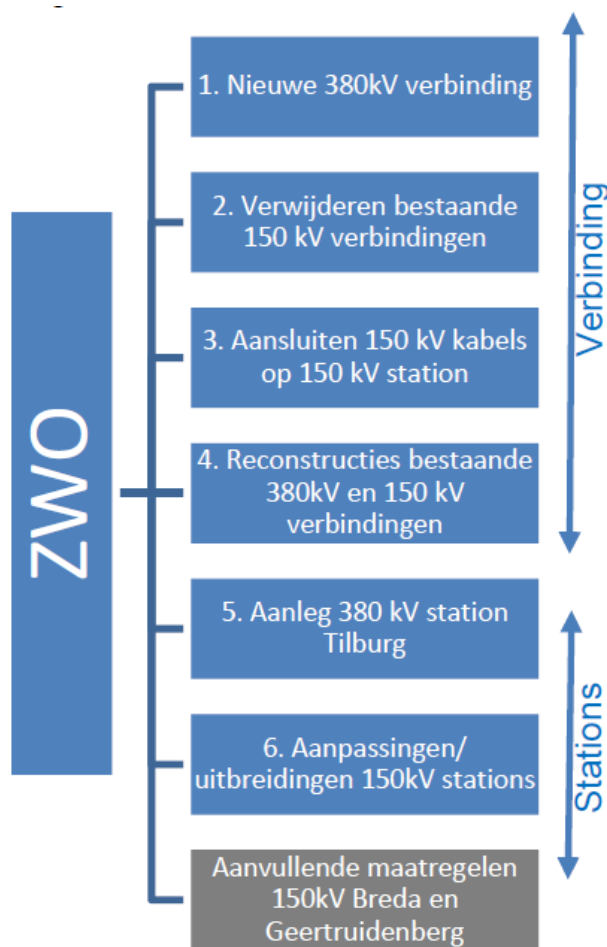 ZWO
1. Nieuwe 380kV verbinding
2. Verwijderen bestaande
150 kV verbindingen
3. Aansluiten 150 kV kabels
op 150 kV station
4. Reconstructies bestaande
380kV en 150 kV
verbindingen
5. Aanleg 380 kV station
Tilburg
6. Aanpassingen/
uitbreidingen 150kV stations
Aanvullende maatregelen
150kV Breda en
Geertruidenberg
Verbinding
Stations